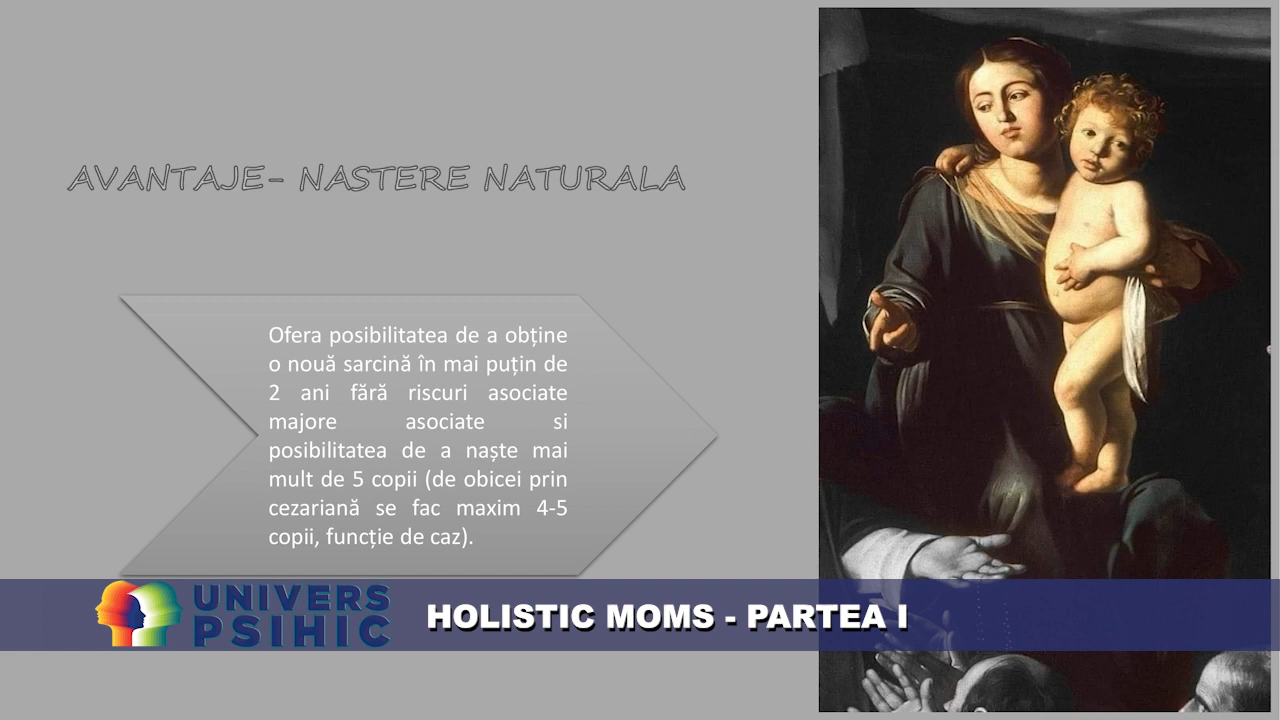 AVANTAJE- NASTERE NATURALA
Ofera posibilitatea de a obține
o nouă sarcină în mai puțin de
2 ani fără riscuri asociate
majore asociate si
posibilitatea de a naște mai
mult de 5 copii (de obicei prin
cezariană se fac maxim 4-5
copii, funcție de caz).
UNIVERS
PSIHIC
HOLISTIC MOMS - PARTEA I